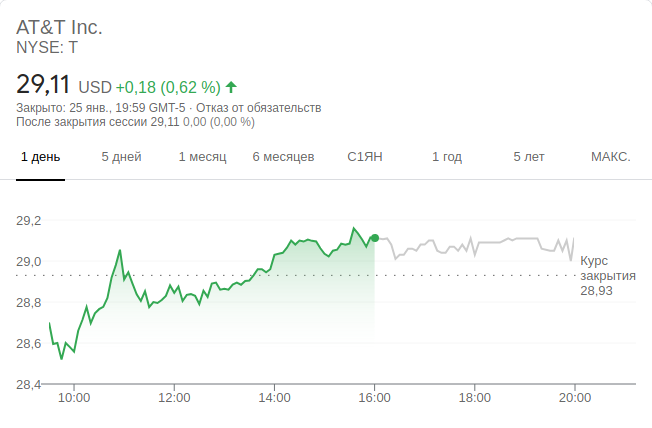 AT&T Inc.
NYSE: T
29,11 USD +0,18 (0,62 %)
Закрыто: 25 янв., 19:59 GMT-5 · Отказ от обязательств
После закрытия сессии 29,11 0,00 (0,00 %)
1 день 5 дней 1 месяц 6 месяцев С1ЯН 1 год 5 лет МАКС.
29,2
29,0
28,8
28,6
28,4
Курс
закрытия
28,93
10:00 12:00 14:00 16:00 18:00 20:00